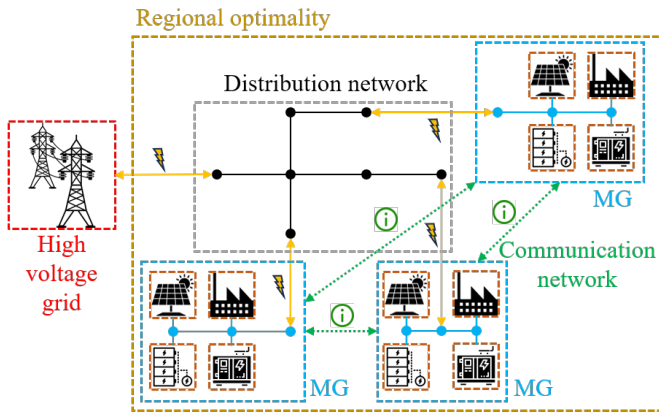 Regional optimality
Distribution network
MG
High
voltage
grid
Communication
network
MG
MG